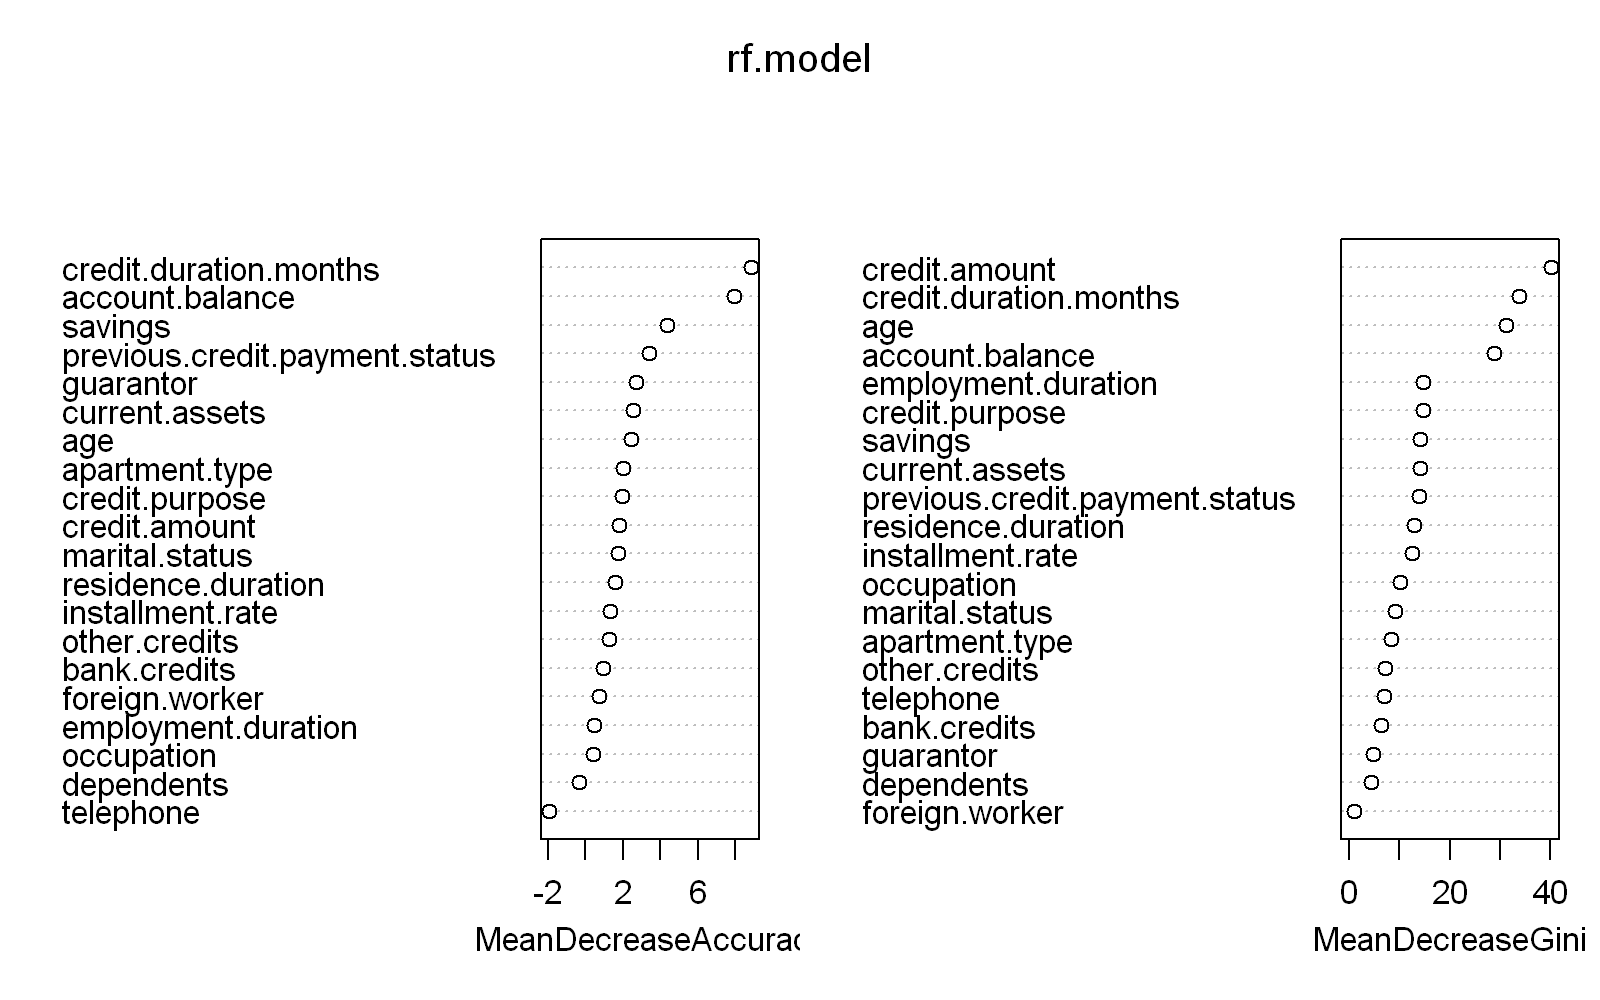 rf.model
credit.duration.months
account.balance
savings
previous.credit.payment.status
guarantor
current.assets
age
apartment.type
credit.purpose
credit.amount
marital.status
residence.duration
installment.rate
other.credits
bank.credits
foreign.worker
employment.duration
occupation
dependents
telephone
-2 2 6
MeanDecreaseAccurac
credit.amount
credit.duration.months
age
account.balance
employment.duration
credit.purpose
savings
current.assets
previous.credit.payment.status
residence.duration
installment.rate
occupation
marital.status
apartment.type
other.credits
telephone
bank.credits
guarantor
dependents
foreign.worker
0 20 40
MeanDecreaseGini